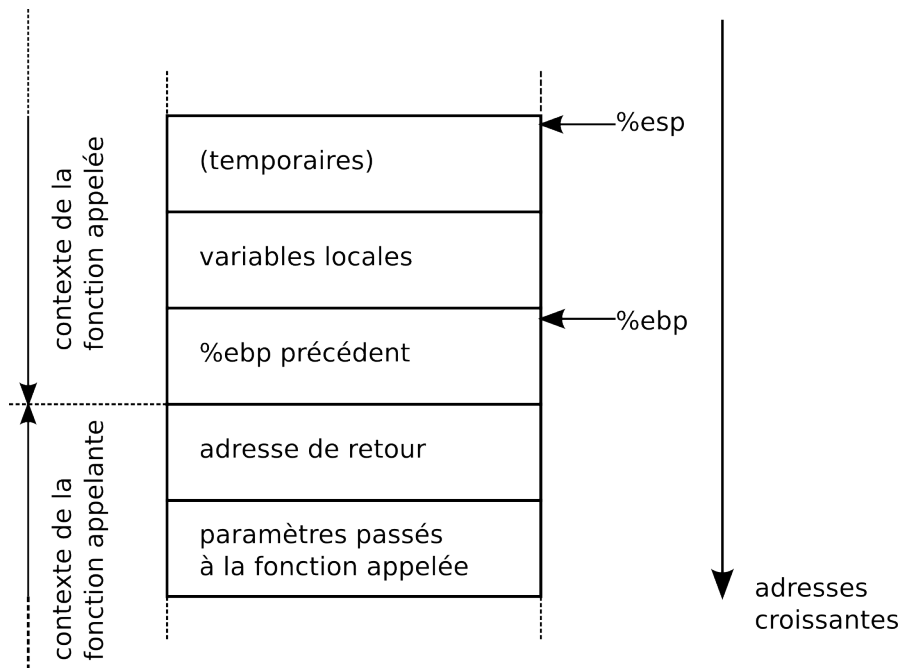 %esp
(temporaires)
contexte de la
fonction appelée
variables locales
%ebp
%ebp précédent
adresse de retour
contexte de la
fonction appelante
paramètres passés
à la fonction appelée
adresses
croissantes